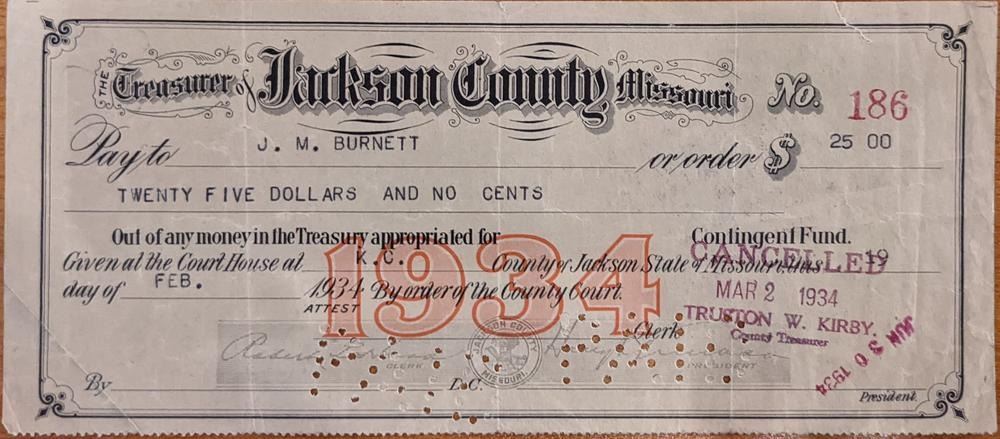 THE Treasurer of Jackson County Missouri No. 186
Pay to J. M. BURNETT or order $ 25 00
TWENTY FIVE DOLLARS AND NO CENTS
Out of any money in the Treasury appropriated for Contingent Fund.
Given at the Court House at K.C. County of Jackson State of Missouri this 19
day of FEB. 1934 By order of the County Court.
1934
CANCELLED
MAR 2 1934
TRUSTON W. KIRBY.
County Treasurer
JUN 30 1934
ATTEST
Clerk
JACKSON COUNTY
MISSOURI
CLERK
PRESIDENT
By D.C. President.